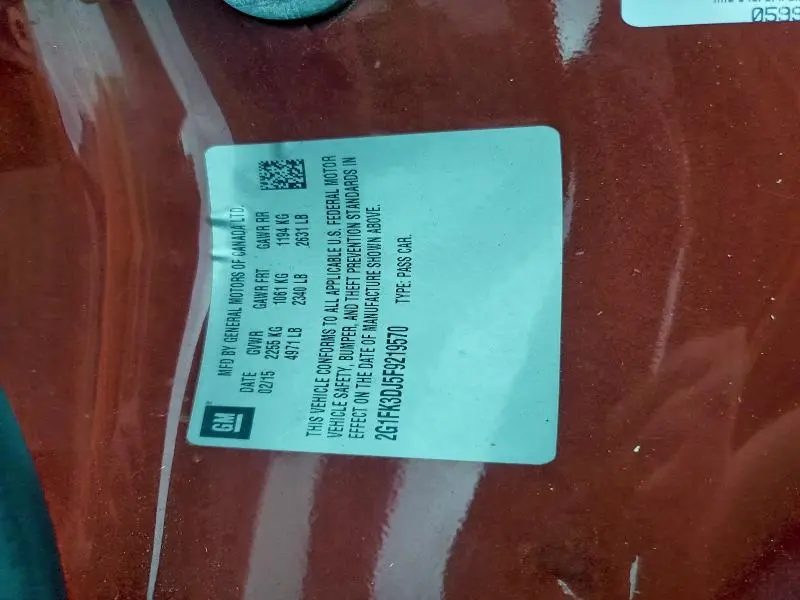 GM
MFD BY GENERAL MOTORS OF CANADA LTD.
DATE GVWR GAWR FRT GAWR RR
02/15 2255 KG 1061 KG 1194 KG
4971 LB 2340 LB 2631 LB
THIS VEHICLE CONFORMS TO ALL APPLICABLE U.S. FEDERAL MOTOR
VEHICLE SAFETY, BUMPER, AND THEFT PREVENTION STANDARDS IN
EFFECT ON THE DATE OF MANUFACTURE SHOWN ABOVE.
2G1FK3DJ5F9219570 TYPE: PASS CAR.